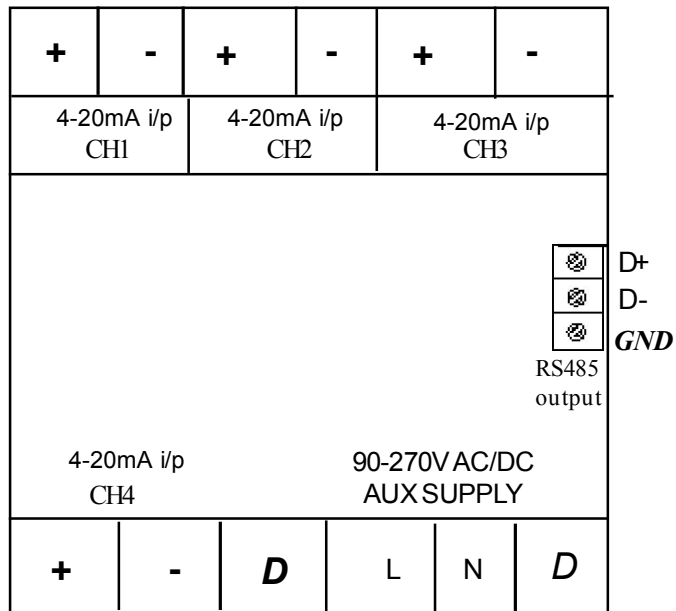 + - + - + -
4-20mA i/p 4-20mA i/p 4-20mA i/p
CH1 CH2 CH3
D+
D-
GND
RS485
output
4-20mA i/p 90-270V AC/DC
CH4 AUX SUPPLY
+ - D L N D